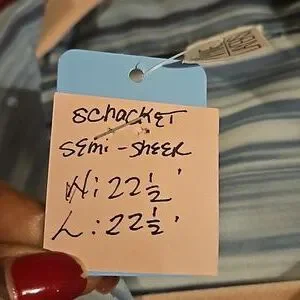 schacket
semi-sheer
W: 22 ½ '
L: 22 ½ '